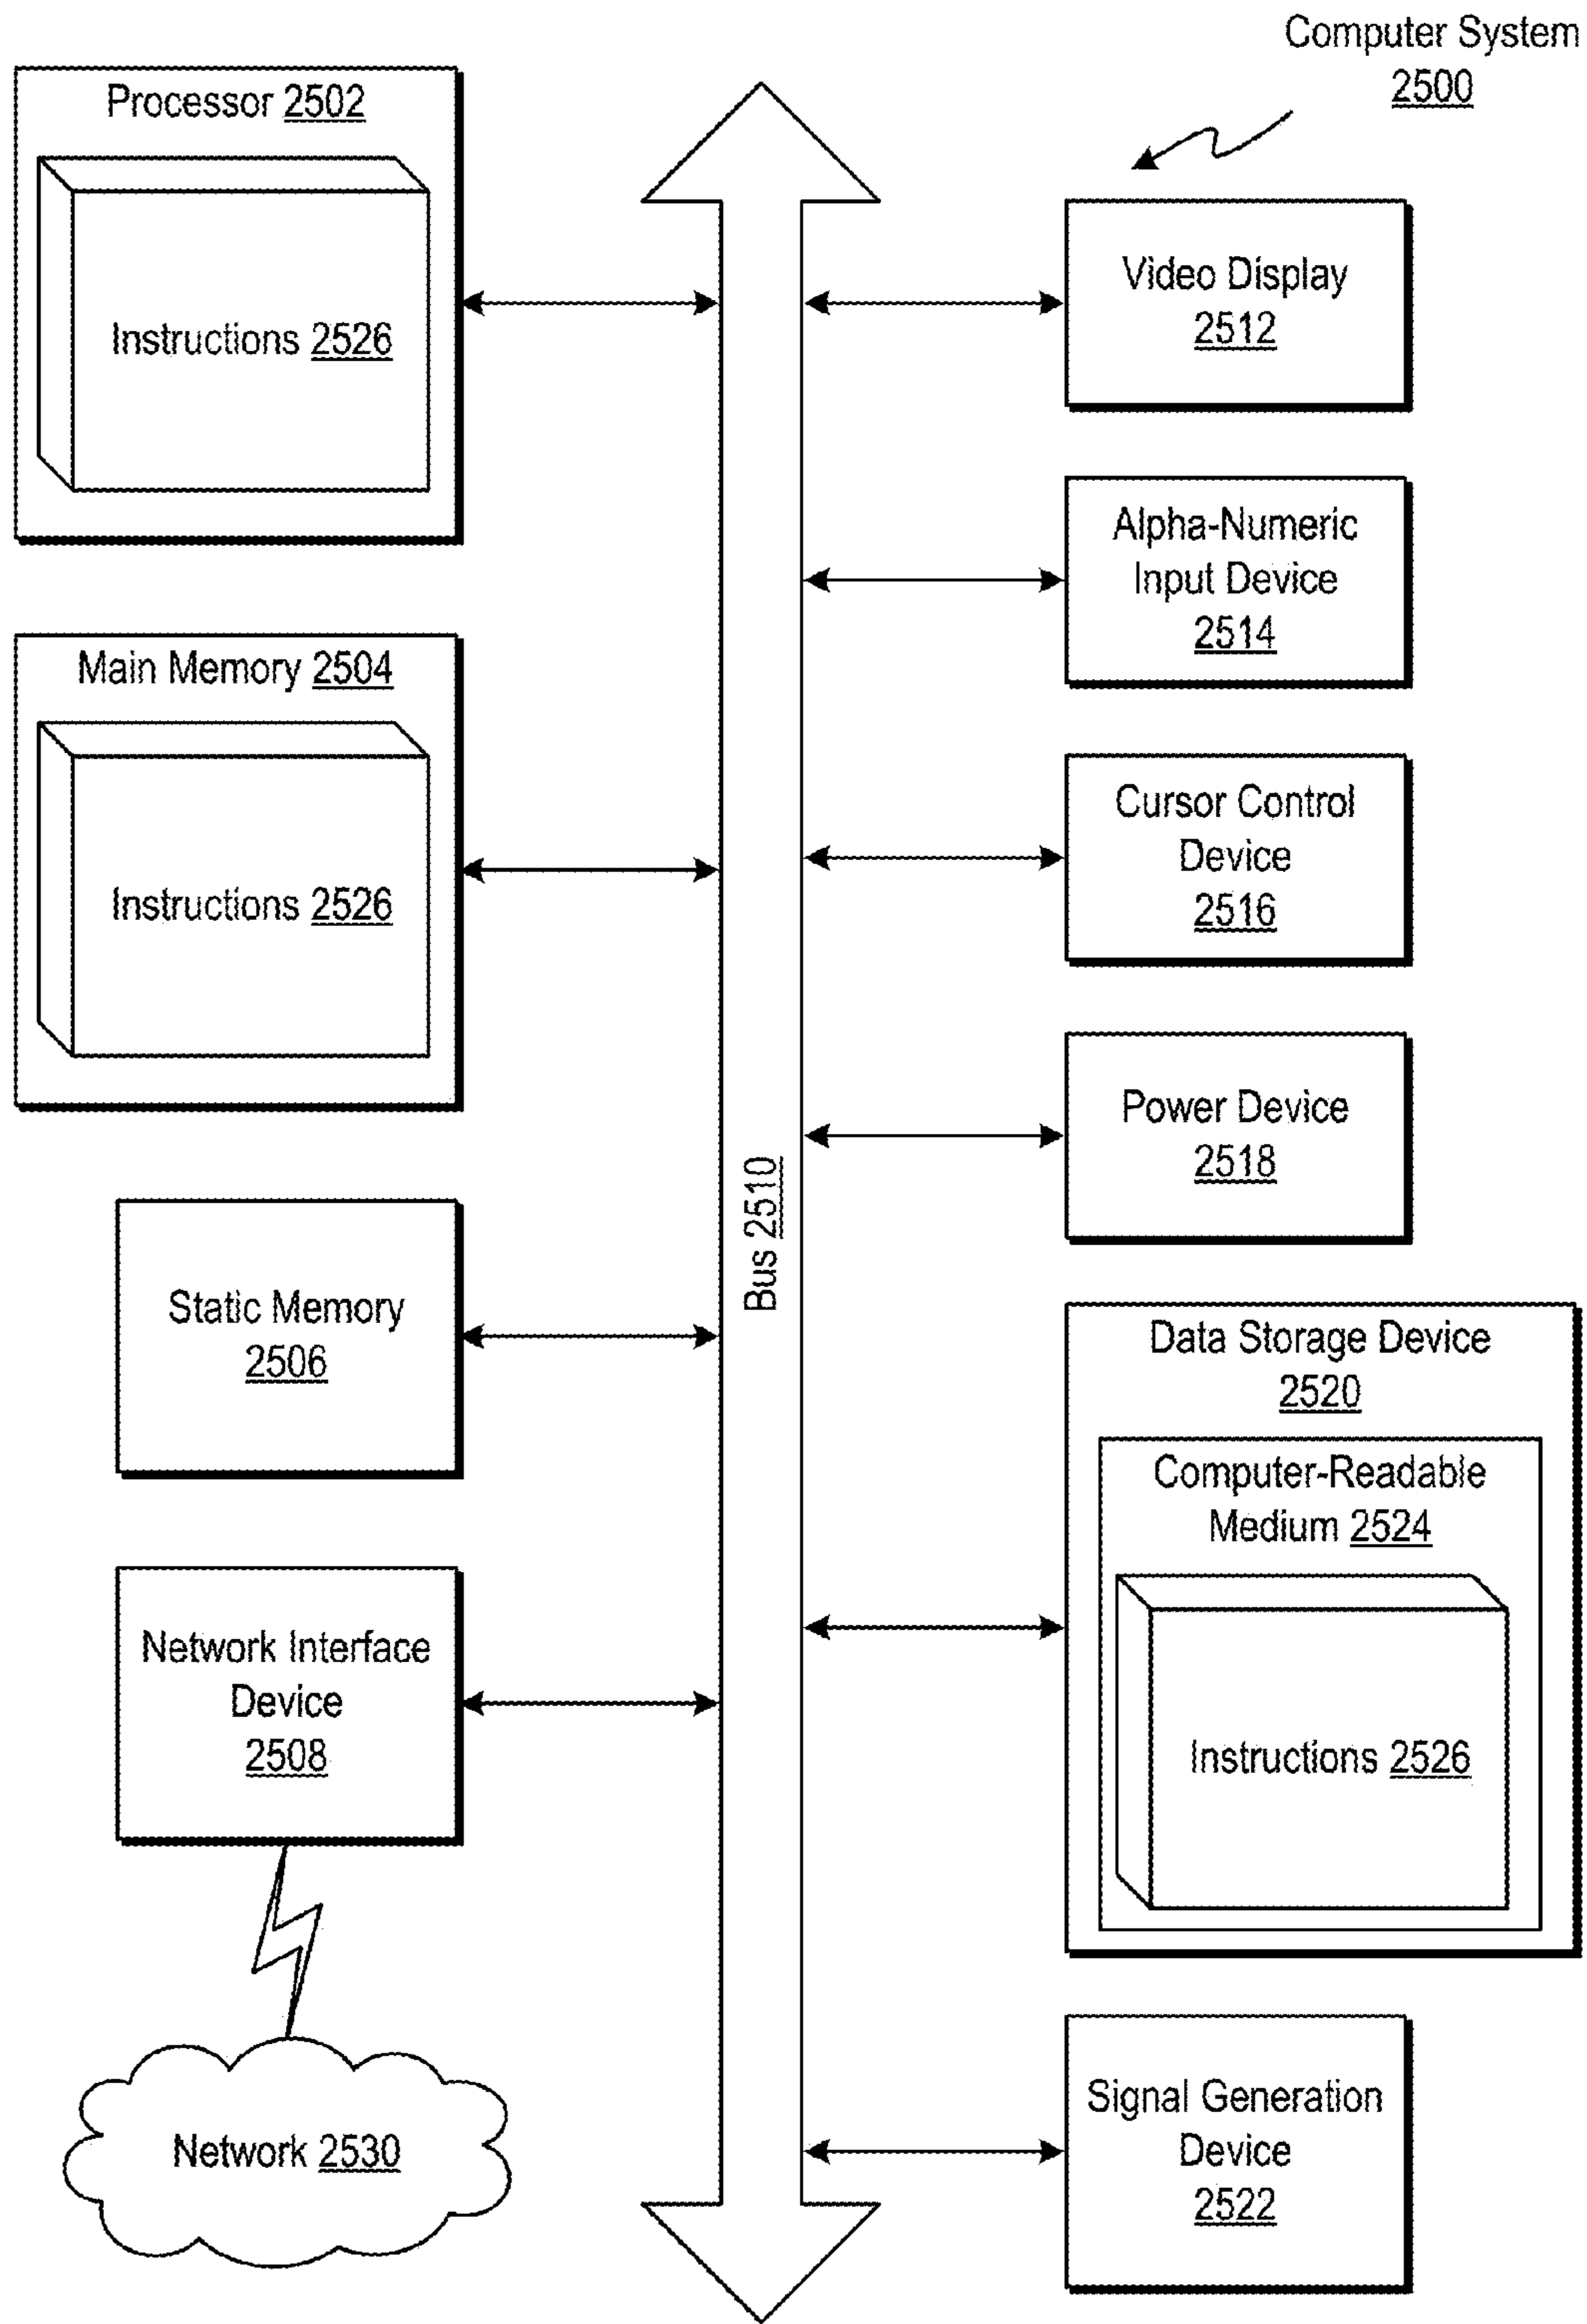 Computer System
2500
Processor 2502
Instructions 2526
Main Memory 2504
Instructions 2526
Static Memory
2506
Network Interface
Device
2508
Network 2530
Bus 2510
Video Display
2512
Alpha-Numeric
Input Device
2514
Cursor Control
Device
2516
Power Device
2518
Data Storage Device
2520
Computer-Readable
Medium 2524
Instructions 2526
Signal Generation
Device
2522